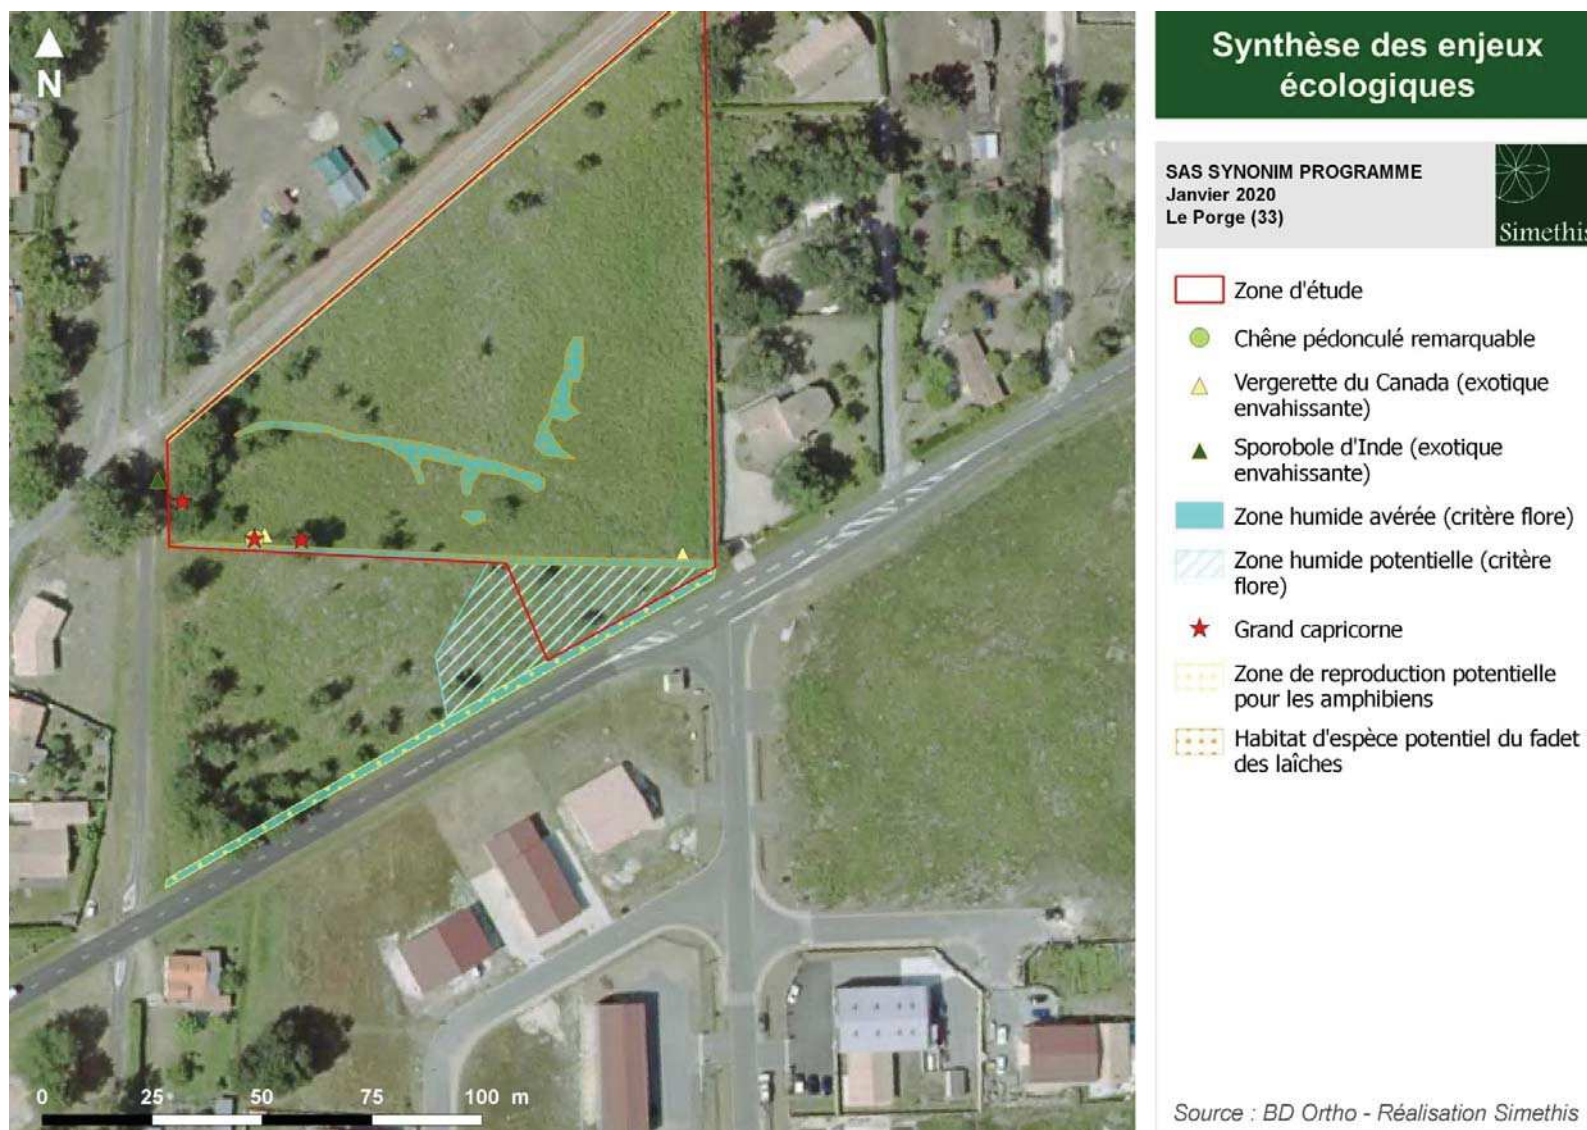 N
0 25 50 75 100 m
Synthèse des enjeux
écologiques
SAS SYNONIM PROGRAMME
Janvier 2020
Le Porge (33)
Simethis
Zone d'étude
Chêne pédonculé remarquable
Vergerette du Canada (exotique
envahissante)
Sporobole d'Inde (exotique
envahissante)
Zone humide avérée (critère flore)
Zone humide potentielle (critère
flore)
Grand capricorne
Zone de reproduction potentielle
pour les amphibiens
Habitat d'espèce potentiel du fadet
des laîches
Source : BD Ortho - Réalisation Simethis